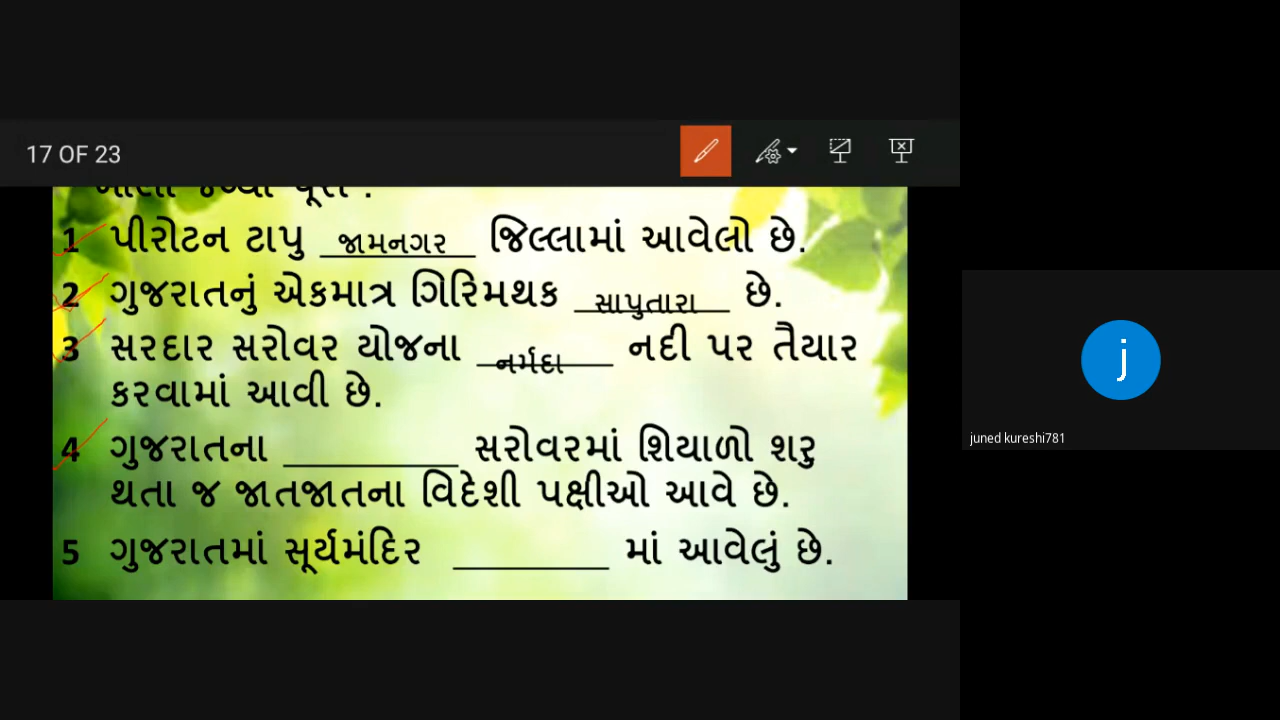 17 OF 23
1 પીરોટન ટાપુ જામનગર જિલ્લામાં આવેલો છે.
2 ગુજરાતનું એકમાત્ર ગિરિમથક સાપુતારા છે.
3 સરદાર સરોવર યોજના નર્મદા નદી પર તૈયાર
કરવામાં આવી છે.
4 ગુજરાતના __________ સરોવરમાં શિયાળો શરુ
થતા જ જાતજાતના વિદેશી પક્ષીઓ આવે છે.
5 ગુજરાતમાં સૂર્યમંદિર _________ માં આવેલું છે.
j
juned kureshi781